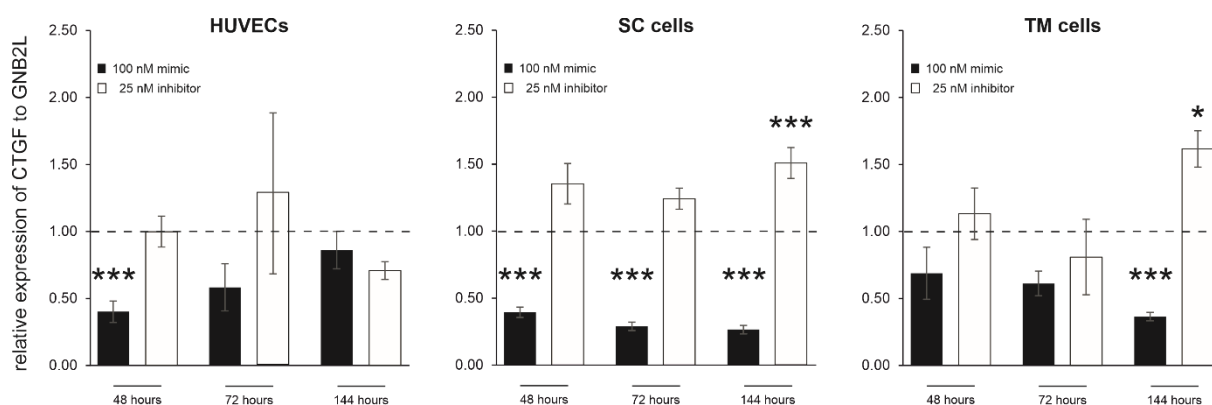 relative expression of CTGF to GNB2L
HUVECs
2.50
2.00
1.50
1.00
0.50
0.00
100 nM mimic
25 nM inhibitor
***
48 hours
72 hours
144 hours
SC cells
2.50
2.00
1.50
1.00
0.50
0.00
100 nM mimic
25 nM inhibitor
***
*** *** ***
48 hours
72 hours
144 hours
TM cells
2.50
2.00
1.50
1.00
0.50
0.00
100 nM mimic
25 nM inhibitor
*
***
48 hours
72 hours
144 hours